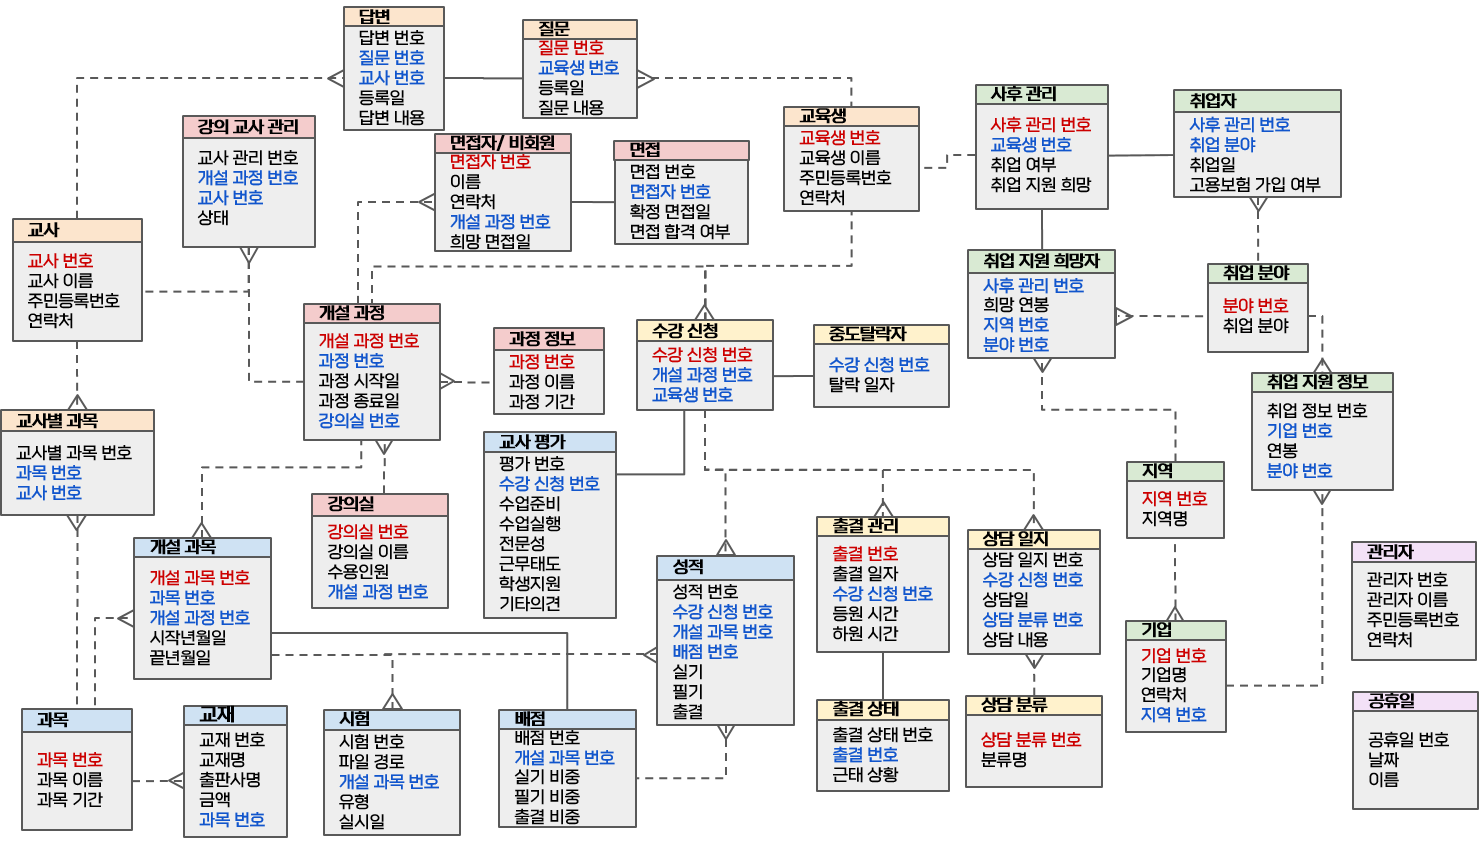 답변
답변 번호
질문 번호
교사 번호
등록일
답변 내용
질문
질문 번호
교육생 번호
등록일
질문 내용
교육생
교육생 번호
교육생 이름
주민등록번호
연락처
사후 관리
사후 관리 번호
교육생 번호
취업 여부
취업 지원 희망
취업자
사후 관리 번호
취업 분야
취업일
고용보험 가입 여부
강의 교사 관리
교사 관리 번호
개설 과정 번호
교사 번호
상태
면접자/ 비회원
면접자 번호
이름
연락처
개설 과정 번호
희망 면접일
면접
면접 번호
면접자 번호
확정 면접일
면접 합격 여부
교사
교사 번호
교사 이름
주민등록번호
연락처
취업 지원 희망자
사후 관리 번호
희망 연봉
지역 번호
분야 번호
취업 분야
분야 번호
취업 분야
개설 과정
개설 과정 번호
과정 번호
과정 시작일
과정 종료일
강의실 번호
과정 정보
과정 번호
과정 이름
과정 기간
수강 신청
수강 신청 번호
개설 과정 번호
교육생 번호
중도탈락자
수강 신청 번호
탈락 일자
취업 지원 정보
취업 정보 번호
기업 번호
연봉
분야 번호
교사별 과목
교사별 과목 번호
과목 번호
교사 번호
교사 평가
평가 번호
수강 신청 번호
수업준비
수업실행
전문성
근무태도
학생지원
기타의견
지역
지역 번호
지역명
강의실
강의실 번호
강의실 이름
수용인원
개설 과정 번호
개설 과목
개설 과목 번호
과목 번호
개설 과정 번호
시작년월일
끝년월일
성적
성적 번호
수강 신청 번호
개설 과목 번호
배점 번호
실기
필기
출결
출결 관리
출결 번호
출결 일자
수강 신청 번호
등원 시간
하원 시간
상담 일지
상담 일지 번호
수강 신청 번호
상담일
상담 분류 번호
상담 내용
관리자
관리자 번호
관리자 이름
주민등록번호
연락처
기업
기업 번호
기업명
연락처
지역 번호
과목
과목 번호
과목 이름
과목 기간
교재
교재 번호
교재명
출판사명
금액
과목 번호
시험
시험 번호
파일 경로
개설 과목 번호
유형
실시일
배점
배점 번호
개설 과목 번호
실기 비중
필기 비중
출결 비중
출결 상태
출결 상태 번호
출결 번호
근태 상황
상담 분류
상담 분류 번호
분류명
공휴일
공휴일 번호
날짜
이름